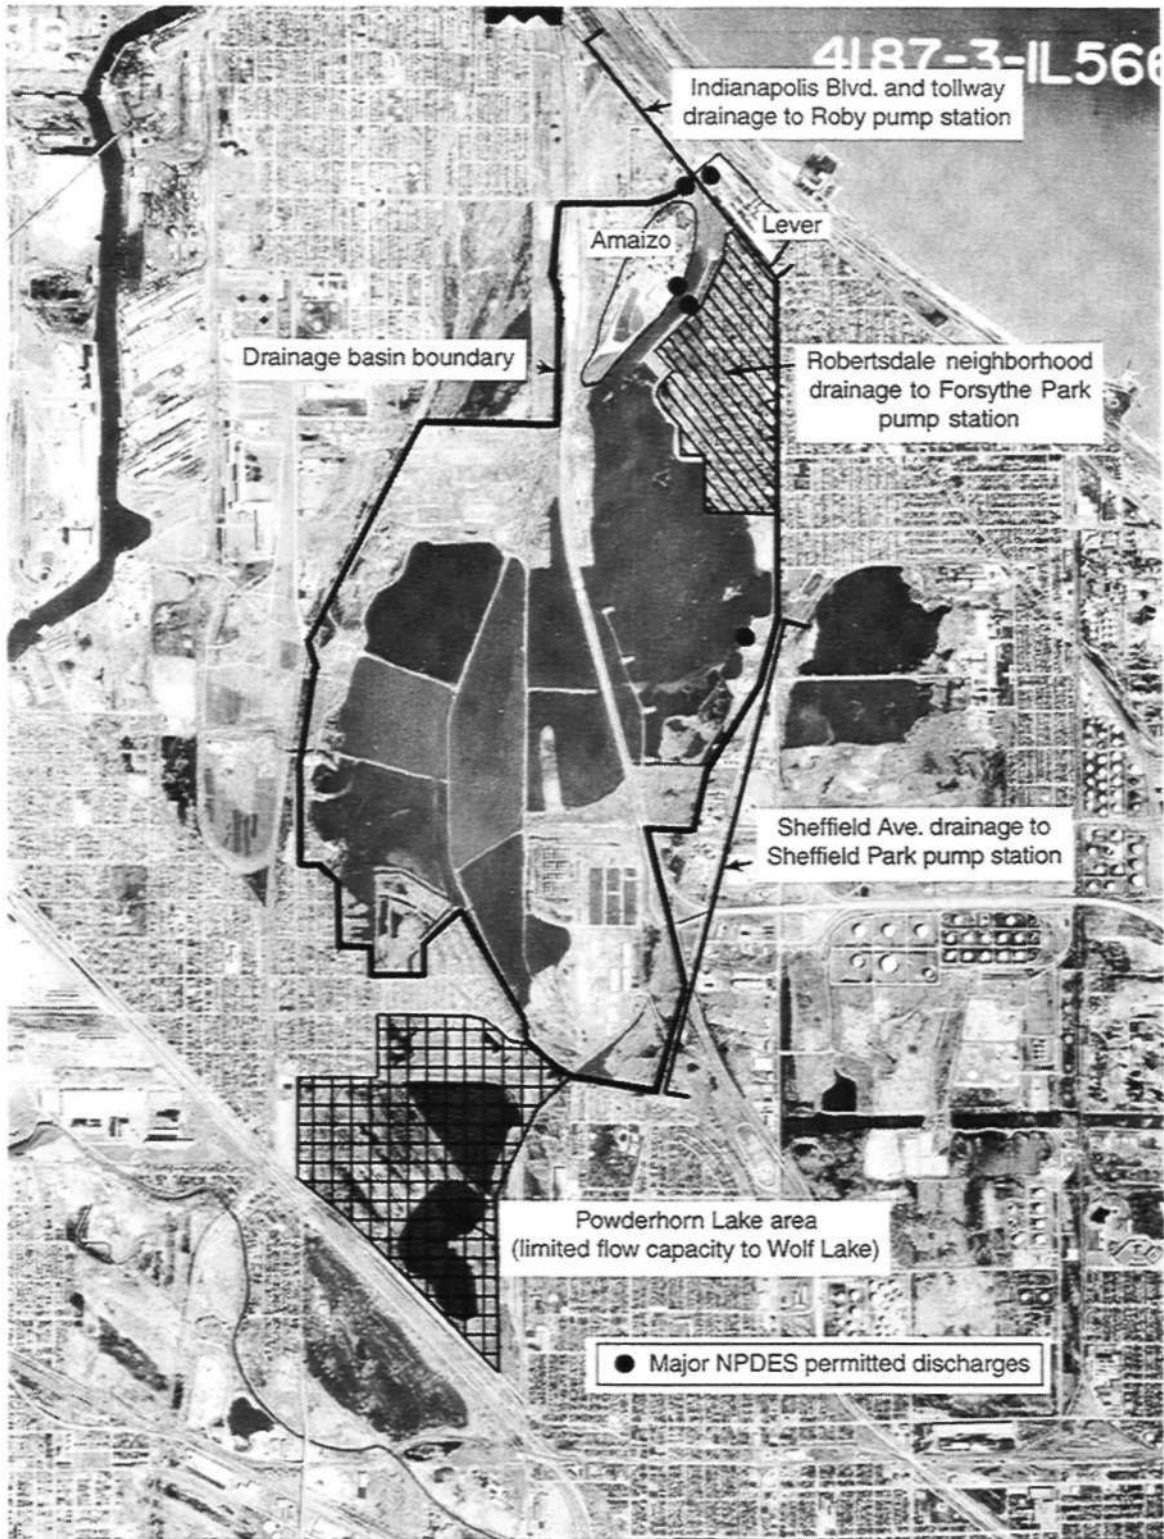 4187-3-IL566
Indianapolis Blvd. and tollway
drainage to Roby pump station
Lever
Amaizo
Drainage basin boundary
Robertsdale neighborhood
drainage to Forsythe Park
pump station
Sheffield Ave. drainage to
Sheffield Park pump station
Powderhorn Lake area
(limited flow capacity to Wolf Lake)
Major NPDES permitted discharges